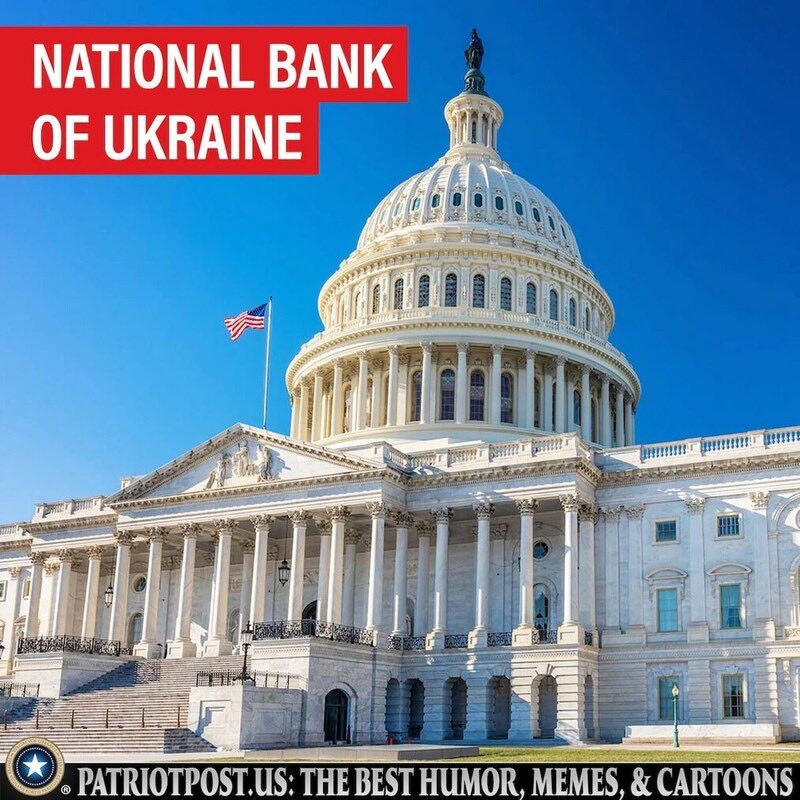 NATIONAL BANK
OF UKRAINE
® PATRIOTPOST.US: THE BEST HUMOR, MEMES, & CARTOONS